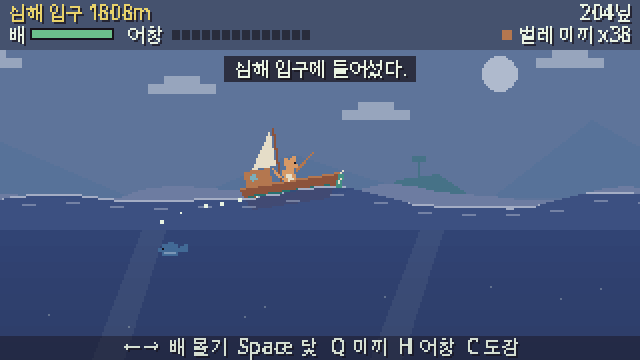 심해 입구 1808m
204닢
배 어창
벌레 미끼 x38
심해 입구에 들어섰다.
←→ 배 몰기 Space 닻 Q 미끼 H 어창 C 도감